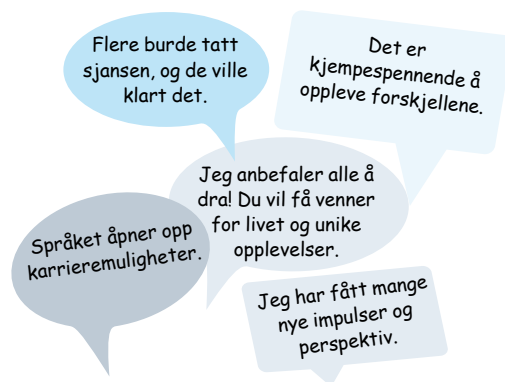 Flere burde tatt
sjansen, og de ville
klart det.
Det er
kjempespennende å
oppleve forskjellene.
Jeg anbefaler alle å
dra! Du vil få venner
for livet og unike
opplevelser.
Språket åpner opp
karrieremuligheter.
Jeg har fått mange
nye impulser og
perspektiv.